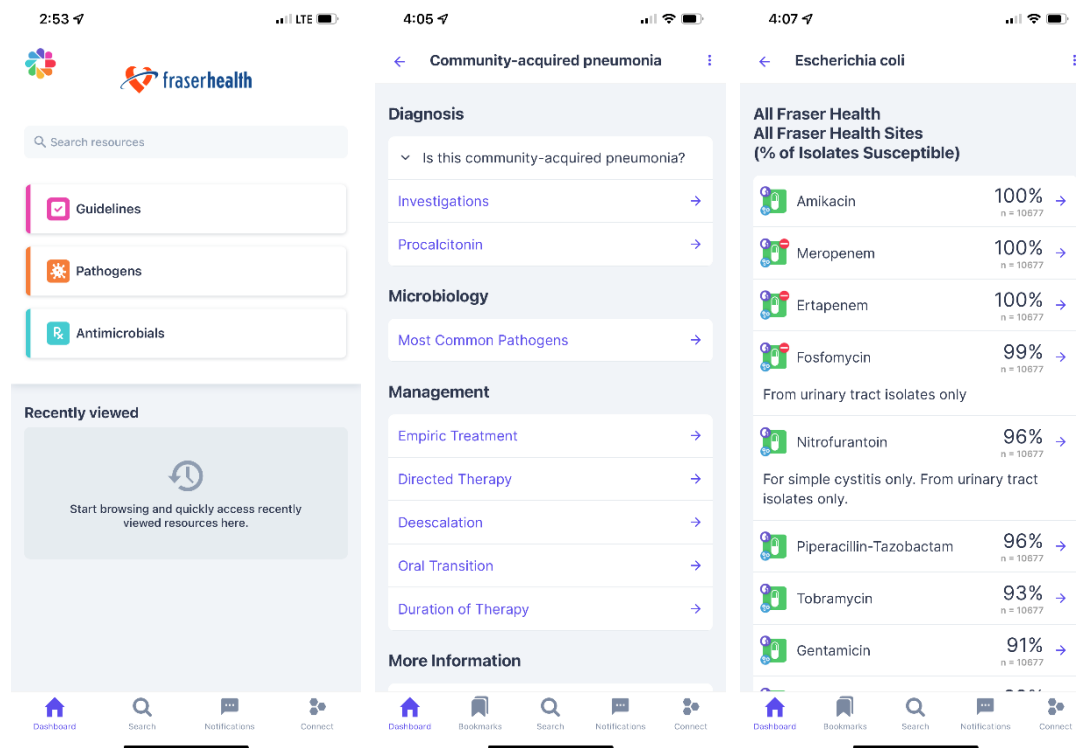 2:53
LTE
fraserhealth
Search resources
Guidelines
Pathogens
Rx
Antimicrobials
Recently viewed
Start browsing and quickly access recently
viewed resources here.
Dashboard
Search
Notifications
Connect
4:05
Community-acquired pneumonia
Diagnosis
Is this community-acquired pneumonia?
Investigations
Procalcitonin
Microbiology
Most Common Pathogens
Management
Empiric Treatment
Directed Therapy
Deescalation
Oral Transition
Duration of Therapy
More Information
Dashboard
Bookmarks
Search
Notifications
Connect
4:07
Escherichia coli
All Fraser Health
All Fraser Health Sites
(% of Isolates Susceptible)
Amikacin 100%
n = 10677
Meropenem 100%
n = 10677
Ertapenem 100%
n = 10677
Fosfomycin 99%
n = 10677
From urinary tract isolates only
Nitrofurantoin 96%
n = 10677
For simple cystitis only. From urinary tract
isolates only.
Piperacillin-Tazobactam 96%
n = 10677
Tobramycin 93%
n = 10677
Gentamicin 91%
n = 10677
Dashboard
Bookmarks
Search
Notifications
Connect